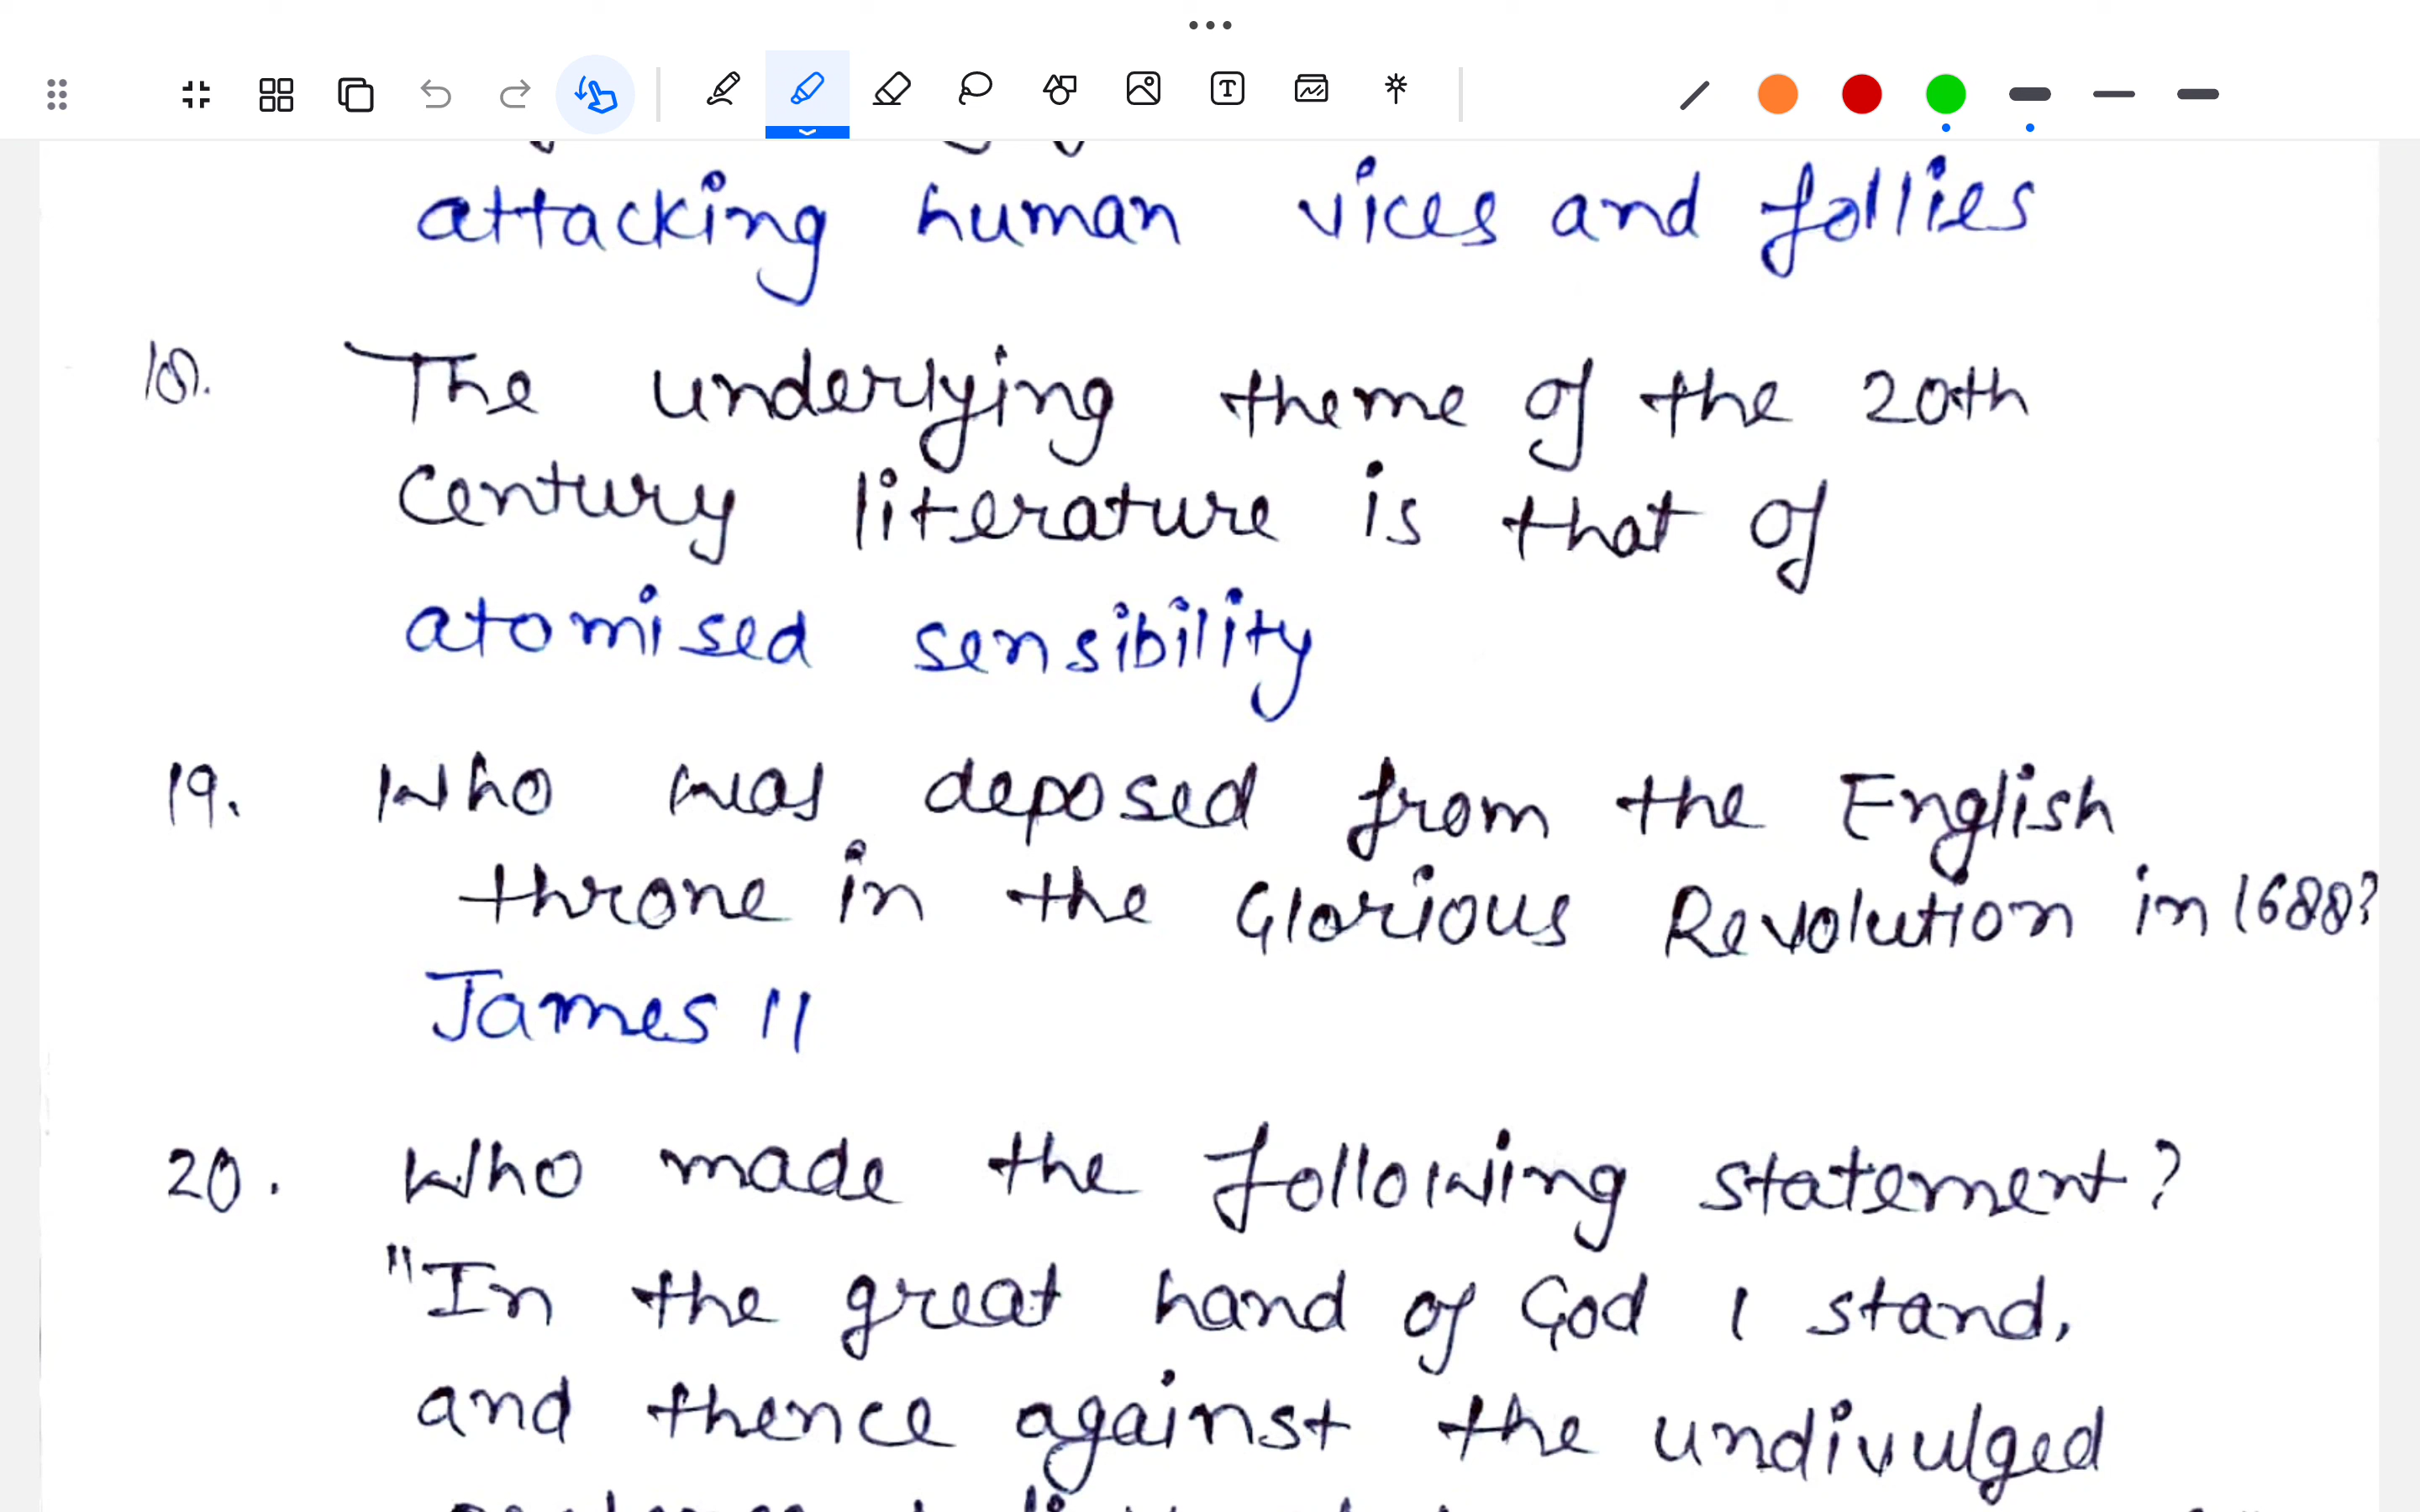 attacking human vices and follies
18. The underlying theme of the 20th
Century literature is that of
atomised sensibility
19. Who was deposed from the English
throne in the Glorious Revolution in 1688?
James II
20. Who made the following statement?
"In the great hand of God I stand,
and thence against the undivulged